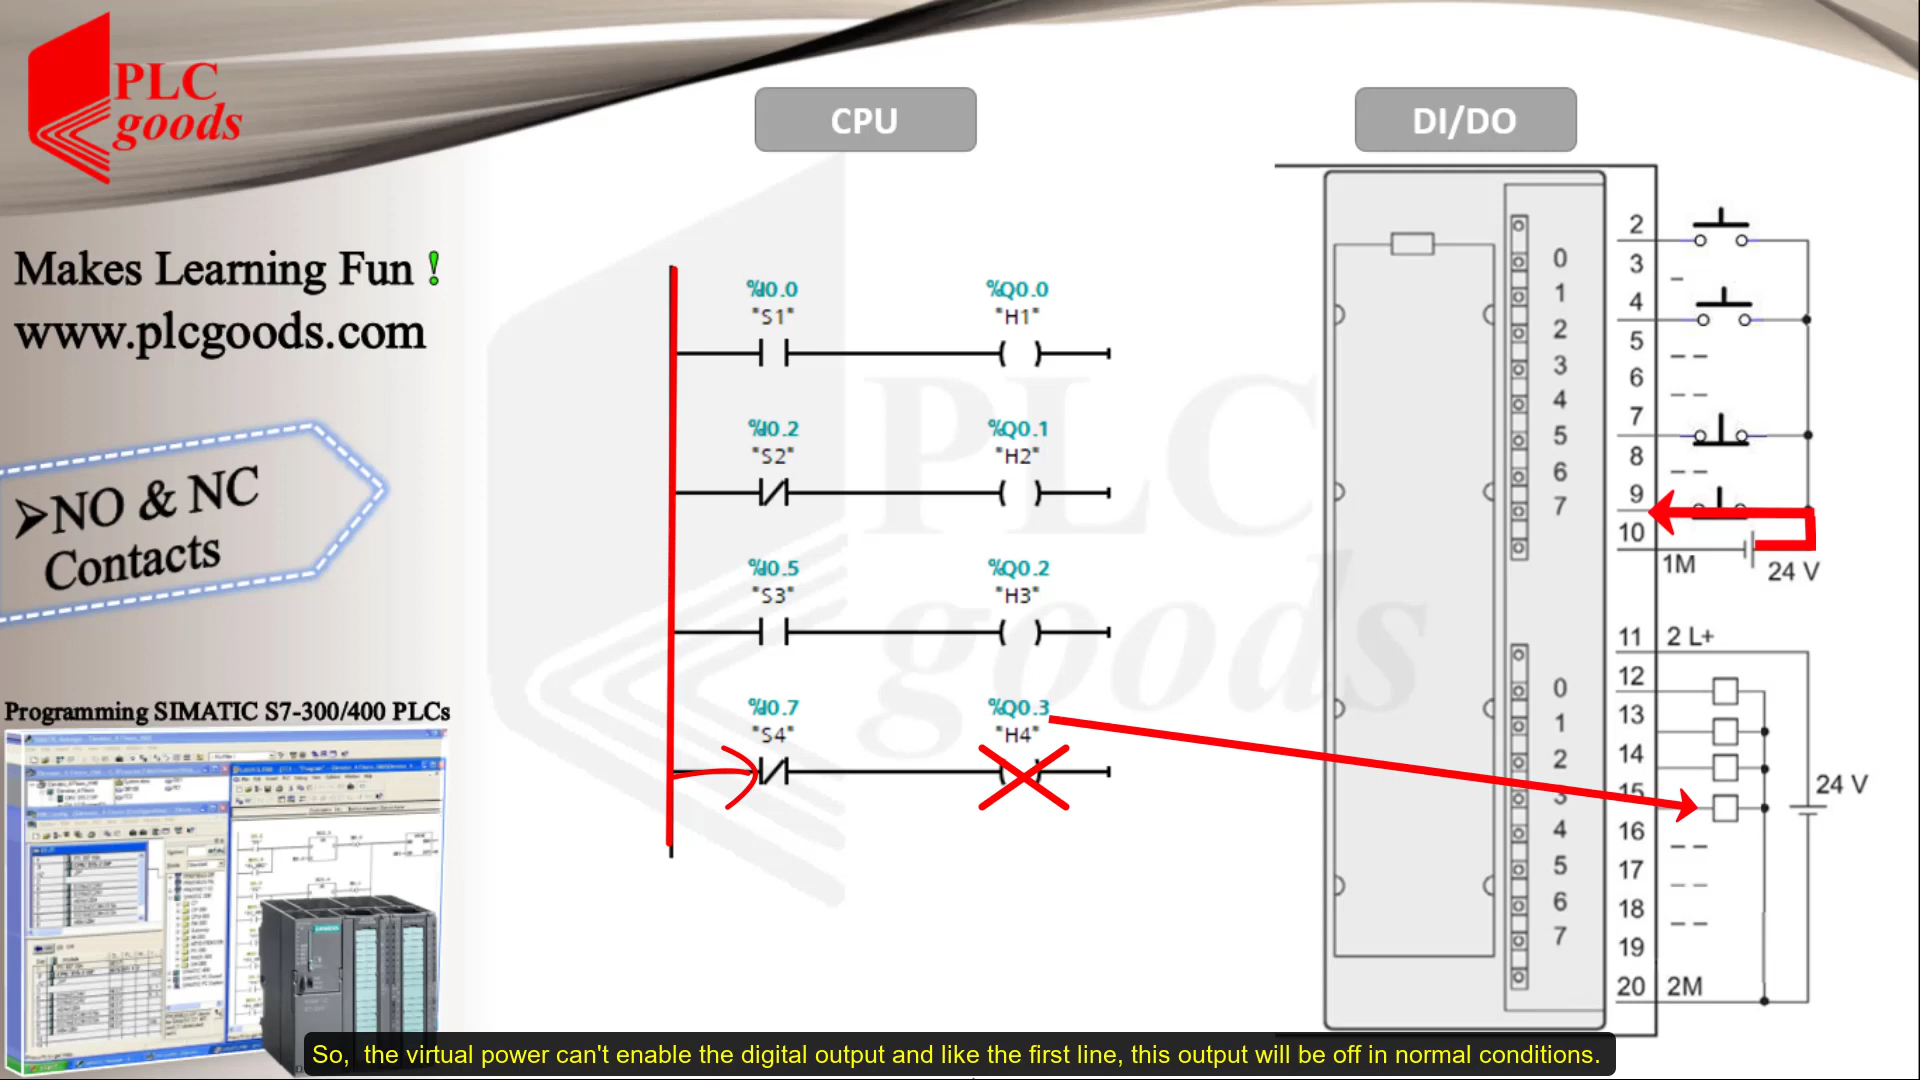 PLC
goods
CPU
DI/DO
Makes Learning Fun !
www.plcgoods.com
➢NO & NC
Contacts
Programming SIMATIC S7-300/400 PLCs
SIEMENS
%I0.0
"S1"
%Q0.0
"H1"
%I0.2
"S2"
%Q0.1
"H2"
%I0.5
"S3"
%Q0.2
"H3"
%I0.7
"S4"
%Q0.3
"H4"
PLC
goods
0
1
2
3
4
5
6
7
0
1
2
3
4
5
6
7
2
3
4
5
6
7
8
9
10
1M
24 V
11 2 L+
12
13
14
15
16
17
18
19
20 2M
24 V
So, the virtual power can't enable the digital output and like the first line, this output will be off in normal conditions.